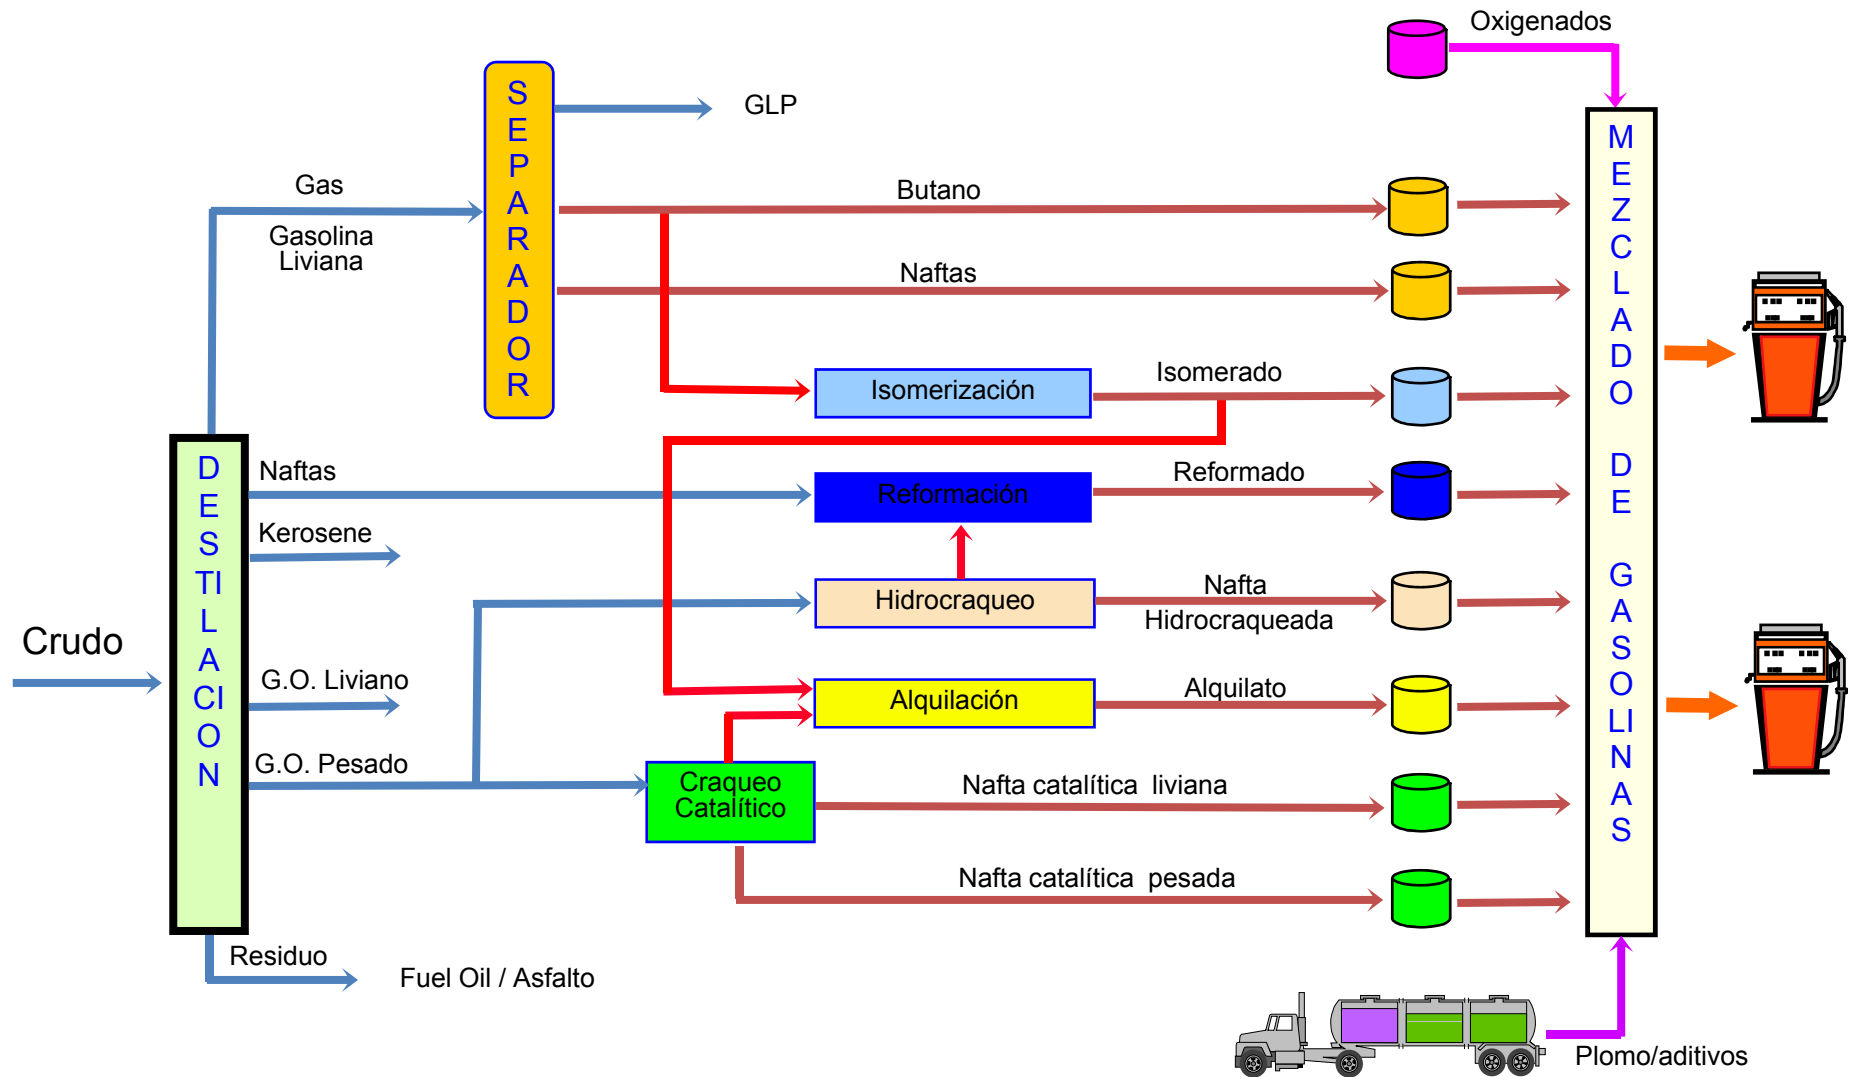 Oxigenados
GLP
SEPARADOR
Gas
Gasolina
Liviana
Butano
Naftas
Isomerización
Isomerado
MEZCLADO DE GASOLINAS
DESTILACION
Naftas
Reformación
Reformado
Kerosene
Hidrocraqueo
Nafta
Hidrocraqueada
Crudo
G.O. Liviano
Alquilación
Alquilato
G.O. Pesado
Craqueo
Catalítico
Nafta catalítica liviana
Nafta catalítica pesada
Residuo
Fuel Oil / Asfalto
Plomo/aditivos